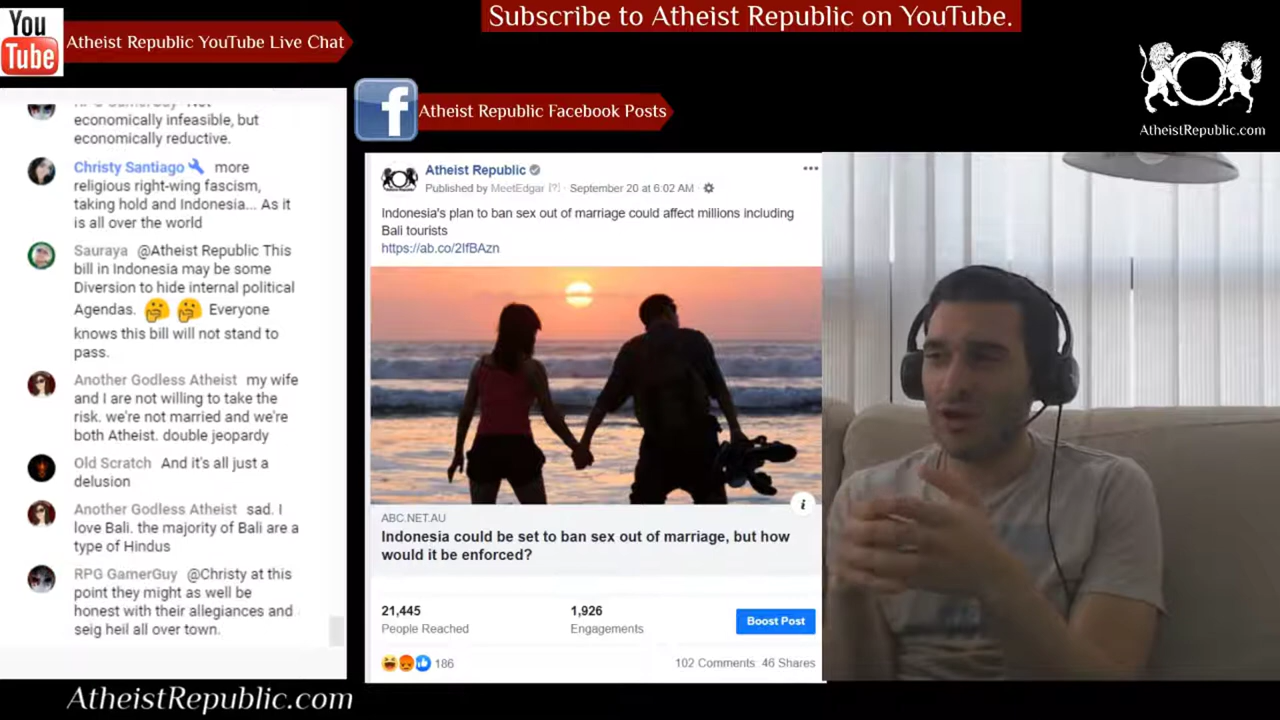 Subscribe to Atheist Republic on YouTube.
You
Tube
Atheist Republic YouTube Live Chat
AtheistRepublic.com
Atheist Republic Facebook Posts
RPG GamerGuy Not
economically infeasible, but
economically reductive.
Christy Santiago more
religious right-wing fascism,
taking hold and Indonesia... As it
is all over the world
Sauraya @Atheist Republic This
bill in Indonesia may be some
Diversion to hide internal political
Agendas. 🤔 🤔 Everyone
knows this bill will not stand to
pass.
Another Godless Atheist my wife
and I are not willing to take the
risk. we're not married and we're
both Atheist. double jeopardy
Old Scratch And it's all just a
delusion
Another Godless Atheist sad. I
love Bali. the majority of Bali are a
type of Hindus
RPG GamerGuy @Christy at this
point they might as well be
honest with their allegiances and
seig heil all over town.
Atheist Republic
Published by MeetEdgar [?] · September 20 at 6:02 AM ·
Indonesia's plan to ban sex out of marriage could affect millions including
Bali tourists
https://ab.co/2IfBAzn
ABC.NET.AU
Indonesia could be set to ban sex out of marriage, but how
would it be enforced?
21,445
People Reached
1,926
Engagements
Boost Post
186
102 Comments 46 Shares
AtheistRepublic.com